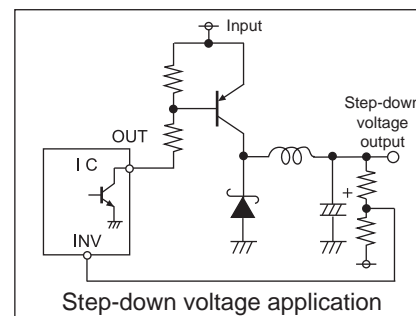 Input
Step-down
voltage
output
OUT
I C
+
INV
Step-down voltage application